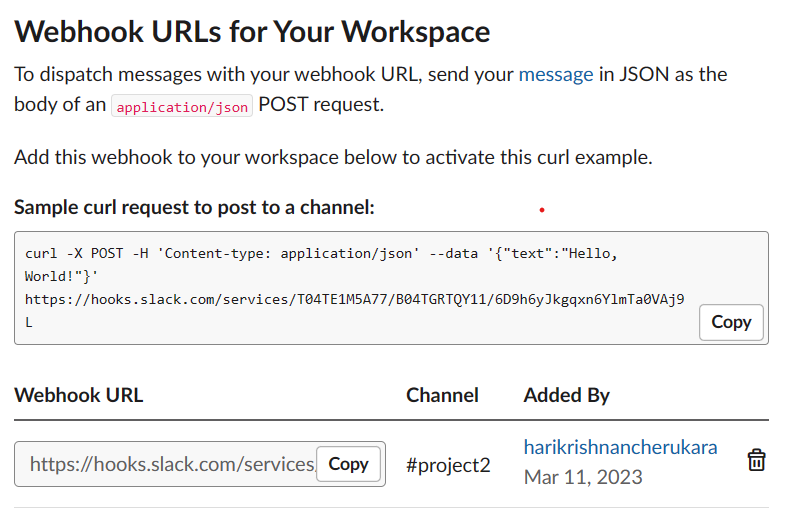 Webhook URLs for Your Workspace
To dispatch messages with your webhook URL, send your message in JSON as the
body of an application/json POST request.
Add this webhook to your workspace below to activate this curl example.
Sample curl request to post to a channel:
curl -X POST -H 'Content-type: application/json' --data '{"text":"Hello,
World!"}'
https://hooks.slack.com/services/T04TE1M5A77/B04TGRTQY11/6D9h6yJkgqxn6YlmTa0VAj9
L
Copy
Webhook URL Channel Added By
https://hooks.slack.com/services Copy #project2 harikrishnancherukara
Mar 11, 2023